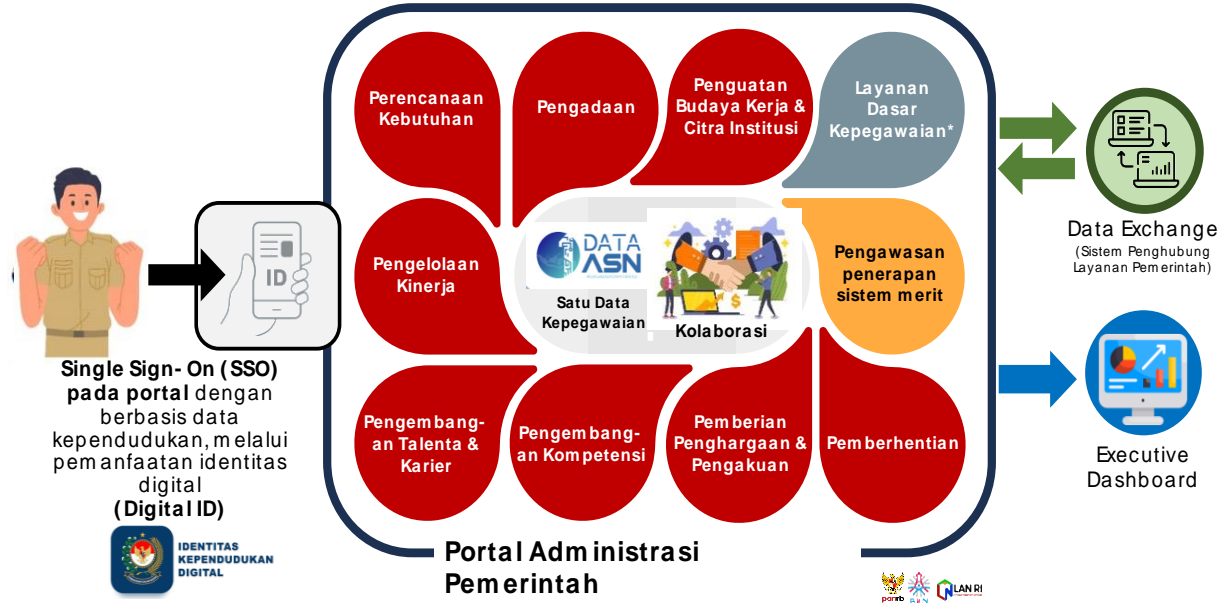 Perencanaan
Kebutuhan
Pengadaan
Penguatan
Budaya Kerja &
Citra Institusi
Layanan
Dasar
Kepegawaian*
Pengelolaan
Kinerja
DATA
ASN
Satu Data
Kepegawaian
Kolaborasi
Pengawasan
penerapan
sistem merit
Pengembang-
an Talenta &
Karier
Pengembang-
an Kompetensi
Pemberian
Penghargaan &
Pengakuan
Pemberhentian
Portal Administrasi
Pemerintah
ID
Single Sign-On (SSO)
pada portal dengan
berbasis data
kependudukan, melalui
pemanfaatan identitas
digital
(Digital ID)
IDENTITAS
KEPENDUDUKAN
DIGITAL
Data Exchange
(Sistem Penghubung
Layanan Pemerintah)
Executive
Dashboard
panrb
LAN RI